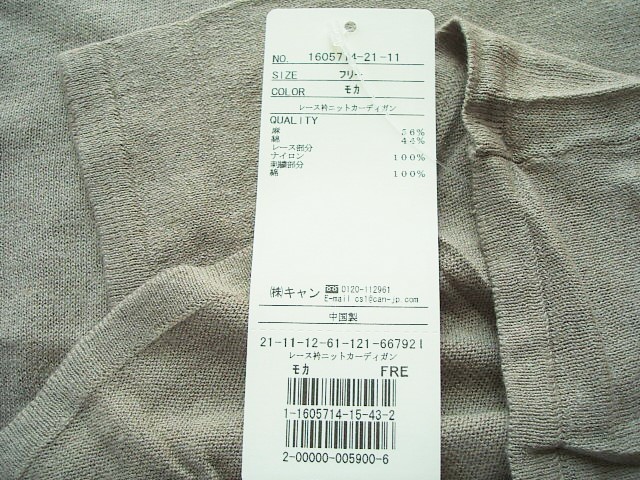 NO. 1605714-21-11
SIZE フリー
COLOR モカ
レース衿ニットカーディガン
QUALITY
麻 56%
綿 44%
レース部分
ナイロン 100%
刺繍部分
綿 100%
㈱キャン 0120-112961
E-mail cs1@can-jp.com
中国製
21-11-12-61-121-667921
レース衿ニットカーディガン
モカ FRE
1-1605714-15-43-2
2-00000-005900-6